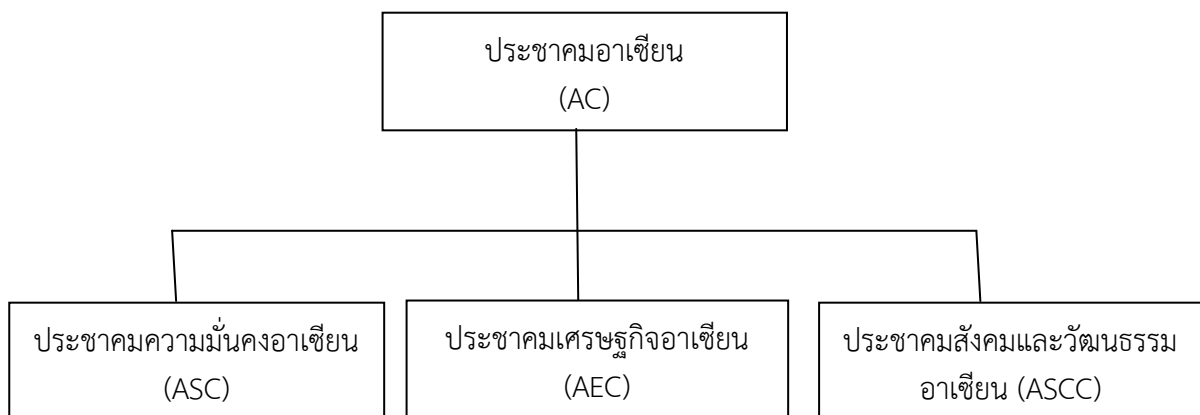 ประชาคมอาเซียน
(AC)
ประชาคมความมั่นคงอาเซียน
(ASC)
ประชาคมเศรษฐกิจอาเซียน
(AEC)
ประชาคมสังคมและวัฒนธรรม
อาเซียน (ASCC)